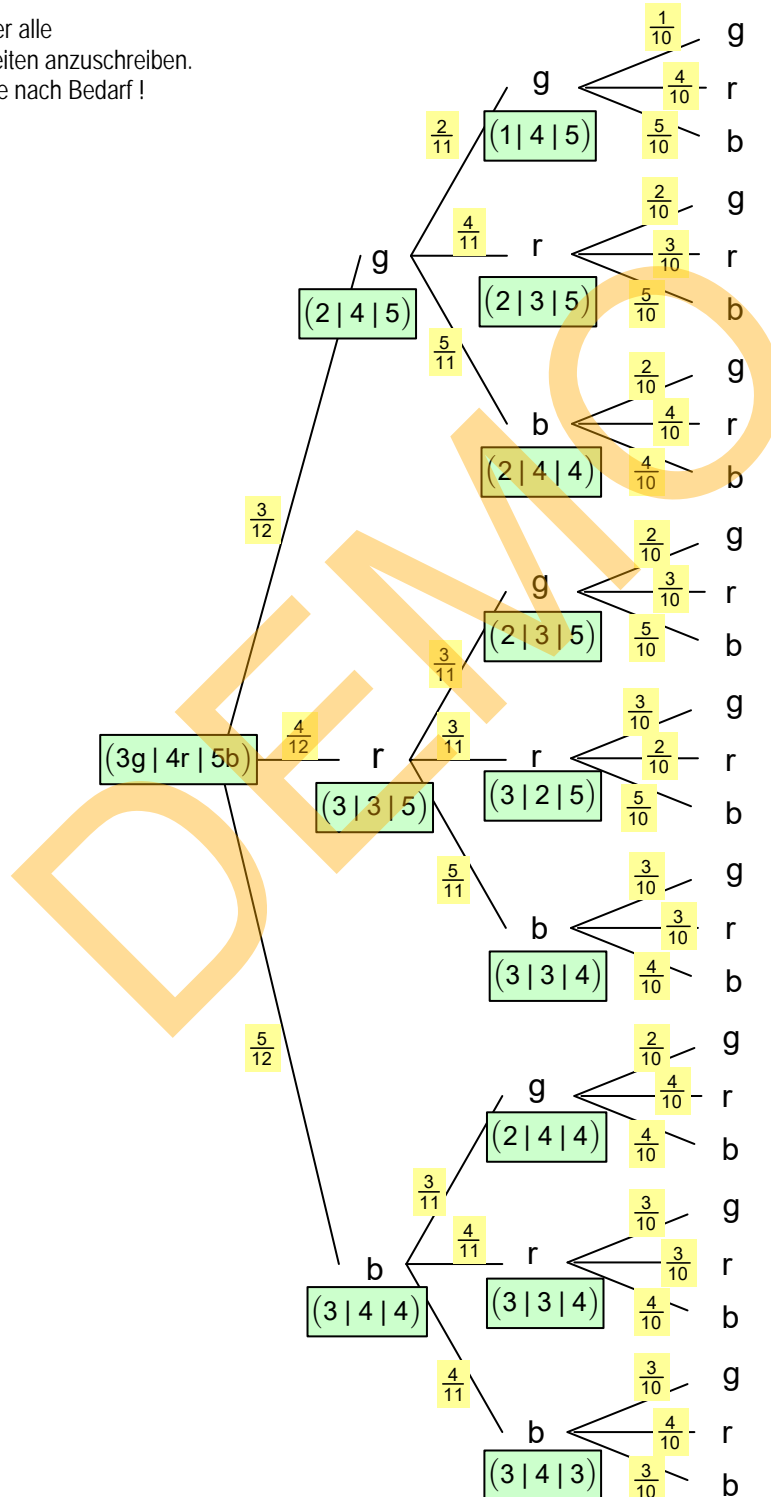 er alle
eiten anzuschreiben.
e nach Bedarf !
1/10 g
g 4/10 r
2/11 (1 | 4 | 5) 5/10 b
2/10 g
g 4/11 r 3/10 r
(2 | 4 | 5) (2 | 3 | 5) 5/10 b
5/11 2/10 g
b 4/10 r
(2 | 4 | 4) 4/10 b
3/12
2/10 g
g 3/10 r
(2 | 3 | 5) 5/10 b
3/11
3/10 g
(3g | 4r | 5b) 4/12 r 3/11 r 2/10 r
(3 | 3 | 5) (3 | 2 | 5) 5/10 b
5/11 3/10 g
b 3/10 r
(3 | 3 | 4) 4/10 b
5/12
2/10 g
g 4/10 r
(2 | 4 | 4) 4/10 b
3/11 3/10 g
b 4/11 r 3/10 r
(3 | 4 | 4) (3 | 3 | 4) 4/10 b
4/11 3/10 g
b 4/10 r
(3 | 4 | 3) 3/10 b
DEMO